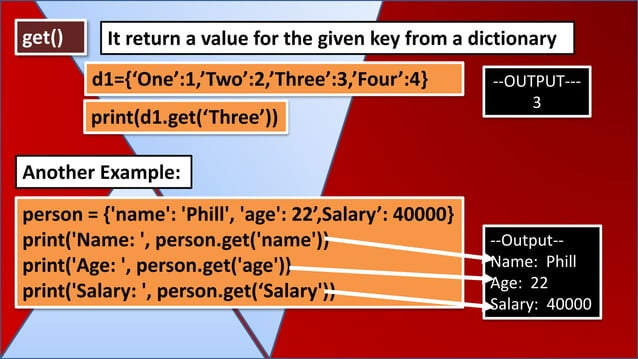 get()
It return a value for the given key from a dictionary
d1={‘One’:1,’Two’:2,’Three’:3,’Four’:4}
print(d1.get(‘Three’))
--OUTPUT---
3
Another Example:
person = {'name': 'Phill', 'age': 22’,Salary’: 40000}
print('Name: ', person.get('name'))
print('Age: ', person.get('age'))
print('Salary: ', person.get(‘Salary'))
--Output--
Name:  Phill
Age:  22
Salary:  40000